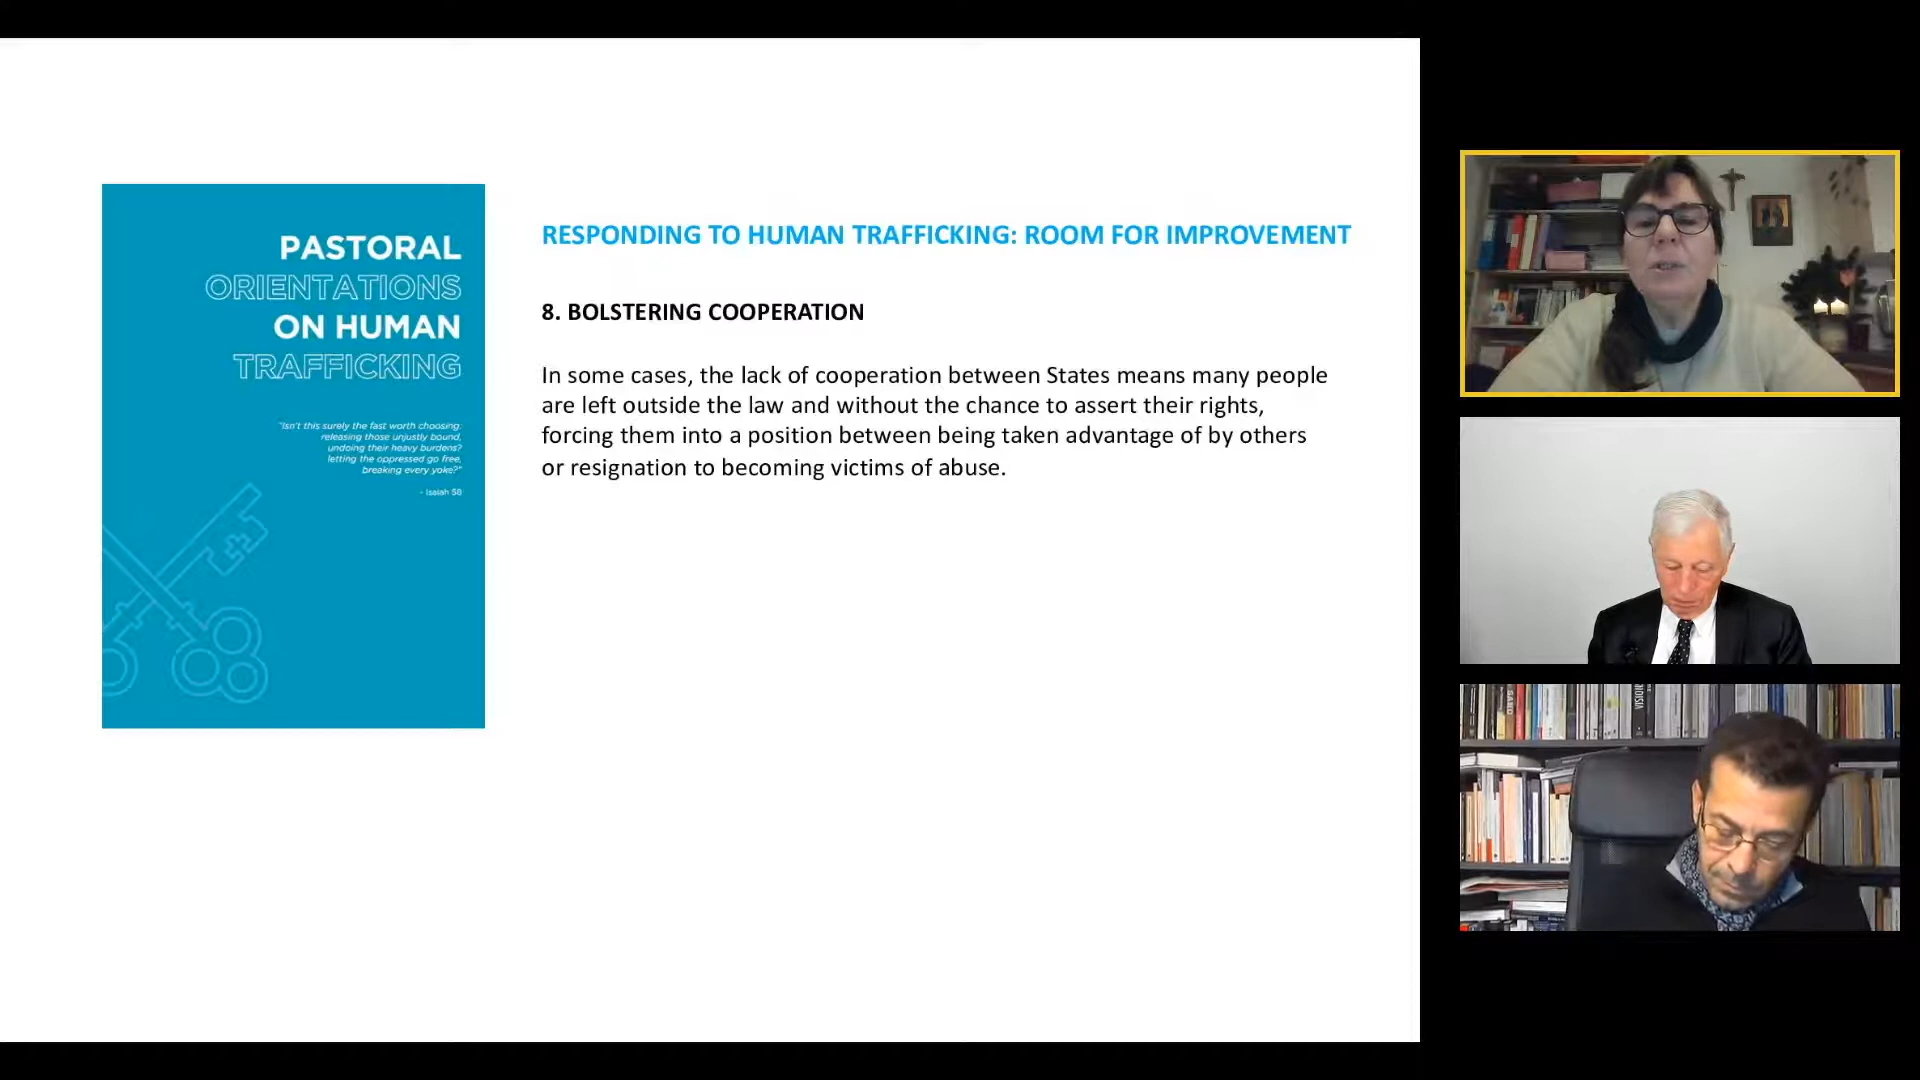 PASTORAL
ORIENTATIONS
ON HUMAN
TRAFFICKING
"Isn't this surely the fast worth choosing:
releasing those unjustly bound,
undoing their heavy burdens?
letting the oppressed go free,
breaking every yoke?"
- Isaiah 58
RESPONDING TO HUMAN TRAFFICKING: ROOM FOR IMPROVEMENT
8. BOLSTERING COOPERATION
In some cases, the lack of cooperation between States means many people
are left outside the law and without the chance to assert their rights,
forcing them into a position between being taken advantage of by others
or resignation to becoming victims of abuse.